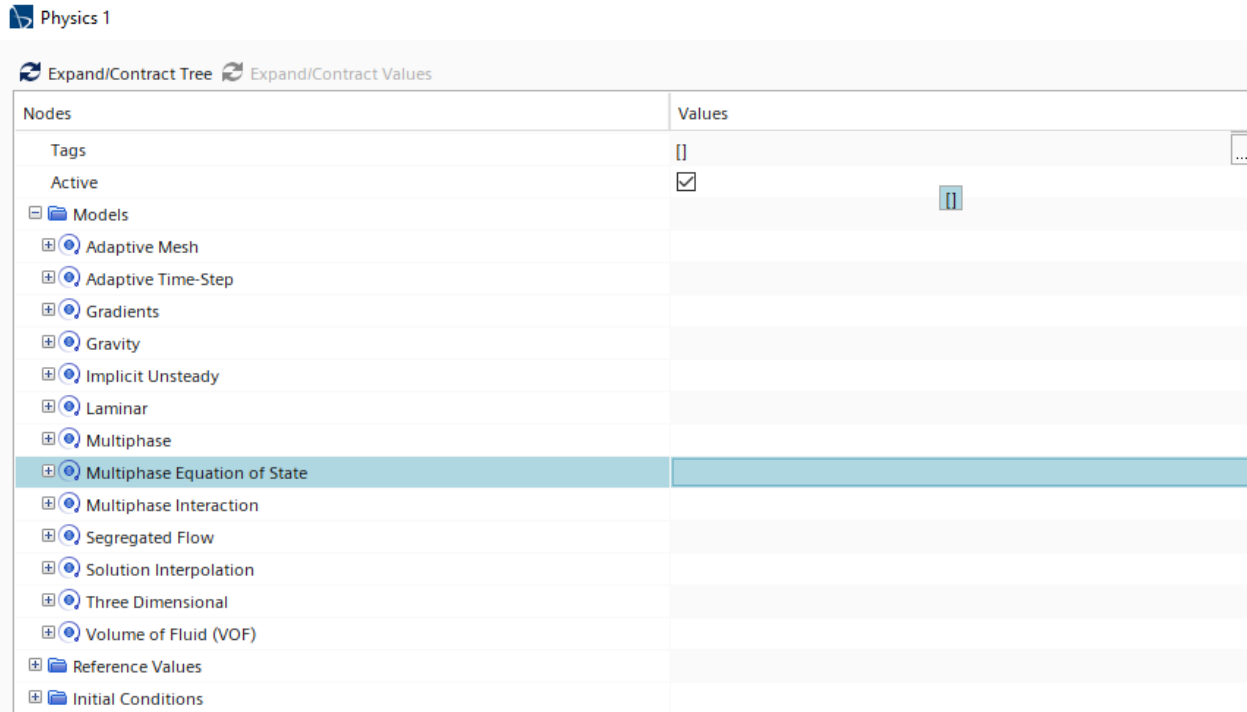 Physics 1
Expand/Contract Tree Expand/Contract Values
Nodes Values
Tags [] ...
Active
[]
Models
Adaptive Mesh
Adaptive Time-Step
Gradients
Gravity
Implicit Unsteady
Laminar
Multiphase
Multiphase Equation of State
Multiphase Interaction
Segregated Flow
Solution Interpolation
Three Dimensional
Volume of Fluid (VOF)
Reference Values
Initial Conditions